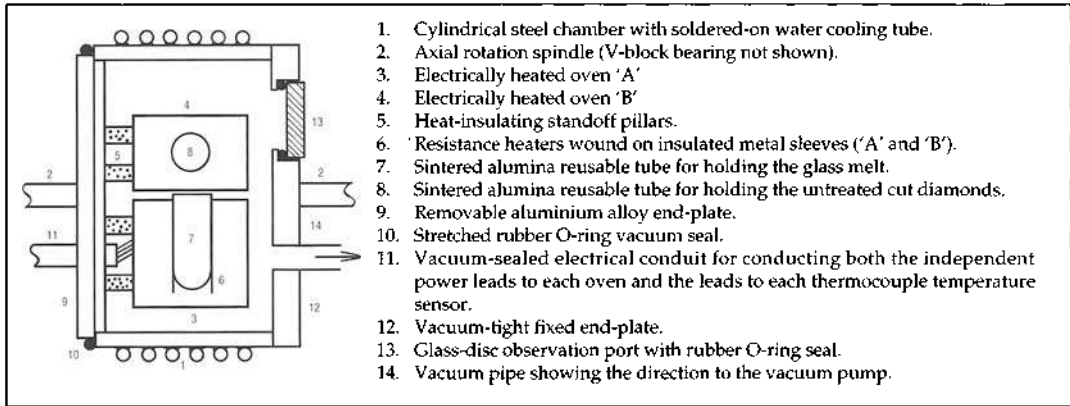 1. Cylindrical steel chamber with soldered-on water cooling tube.
2. Axial rotation spindle (V-block bearing not shown).
3. Electrically heated oven ‘A’
4. Electrically heated oven ‘B’
5. Heat-insulating standoff pillars.
6. Resistance heaters wound on insulated metal sleeves (‘A’ and ‘B’).
7. Sintered alumina reusable tube for holding the glass melt.
8. Sintered alumina reusable tube for holding the untreated cut diamonds.
9. Removable aluminium alloy end-plate.
10. Stretched rubber O-ring vacuum seal.
11. Vacuum-sealed electrical conduit for conducting both the independent
power leads to each oven and the leads to each thermocouple temperature
sensor.
12. Vacuum-tight fixed end-plate.
13. Glass-disc observation port with rubber O-ring seal.
14. Vacuum pipe showing the direction to the vacuum pump.
4
13
8
5
2
2
11
14
7
6
9
12
3
10
1